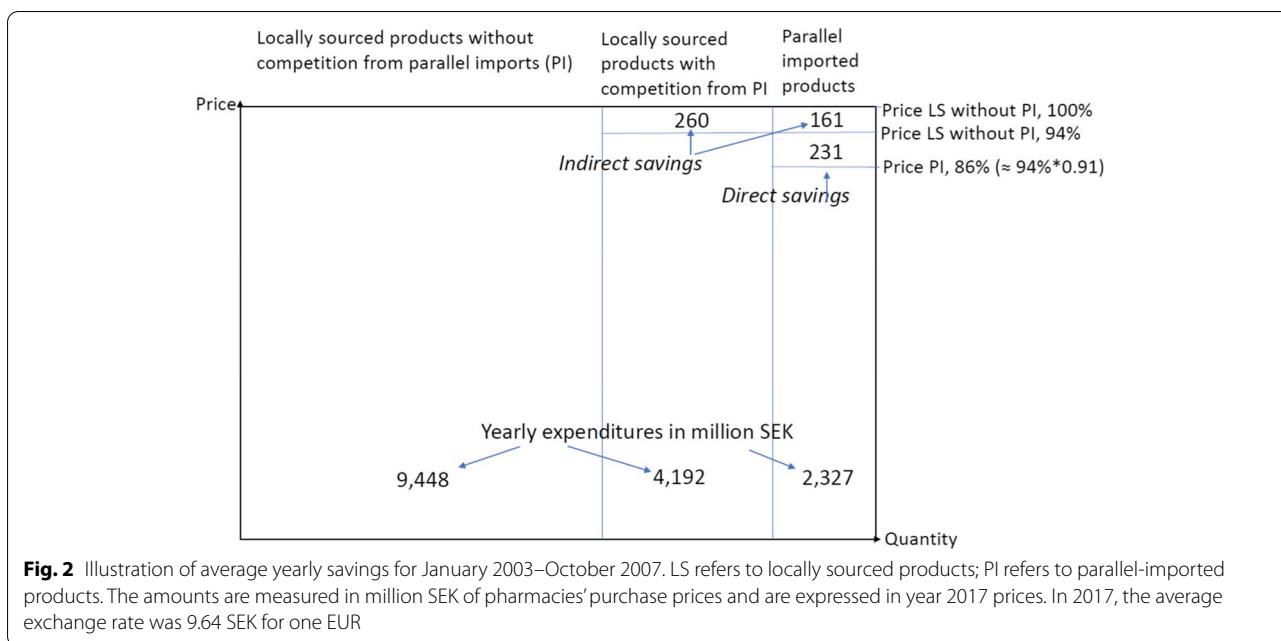 Locally sourced products without
competition from parallel imports (PI)
Locally sourced
products with
competition from PI
Parallel
imported
products
Price
260
161
Price LS without PI, 100%
Price LS without PI, 94%
Indirect savings
231
Price PI, 86% (≈ 94%*0.91)
Direct savings
Yearly expenditures in million SEK
9,448
4,192
2,327
Quantity
Fig. 2 Illustration of average yearly savings for January 2003–October 2007. LS refers to locally sourced products; PI refers to parallel-imported
products. The amounts are measured in million SEK of pharmacies’ purchase prices and are expressed in year 2017 prices. In 2017, the average
exchange rate was 9.64 SEK for one EUR